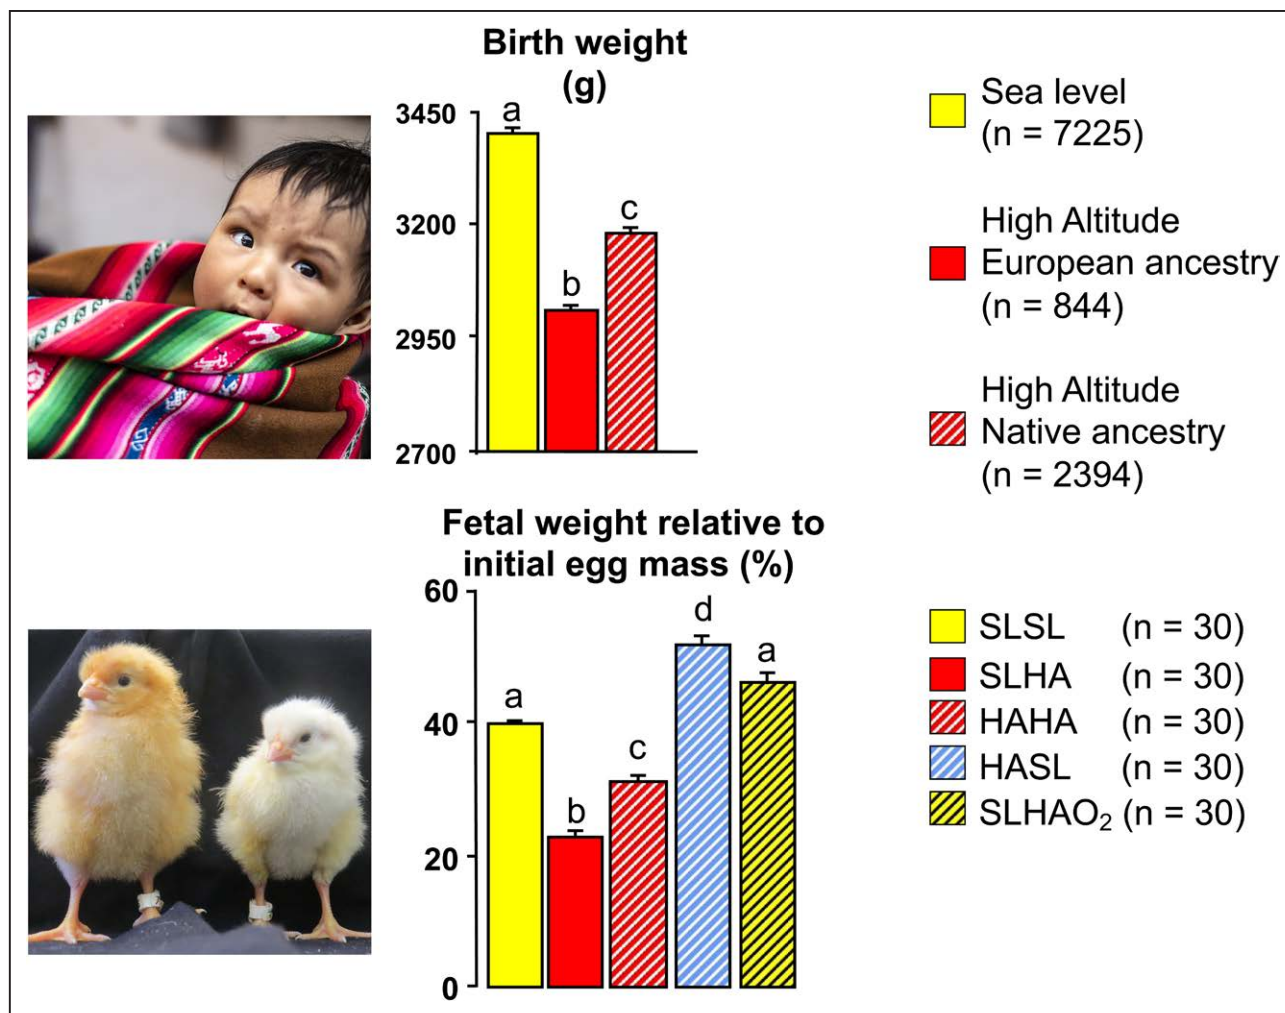 Birth weight
(g)
3450
3200
2950
2700
a
b
c
Sea level
(n = 7225)
High Altitude
European ancestry
(n = 844)
High Altitude
Native ancestry
(n = 2394)
Fetal weight relative to
initial egg mass (%)
60
40
20
0
a
b
c
d
a
SLSL (n = 30)
SLHA (n = 30)
HAHA (n = 30)
HASL (n = 30)
SLHAO₂ (n = 30)